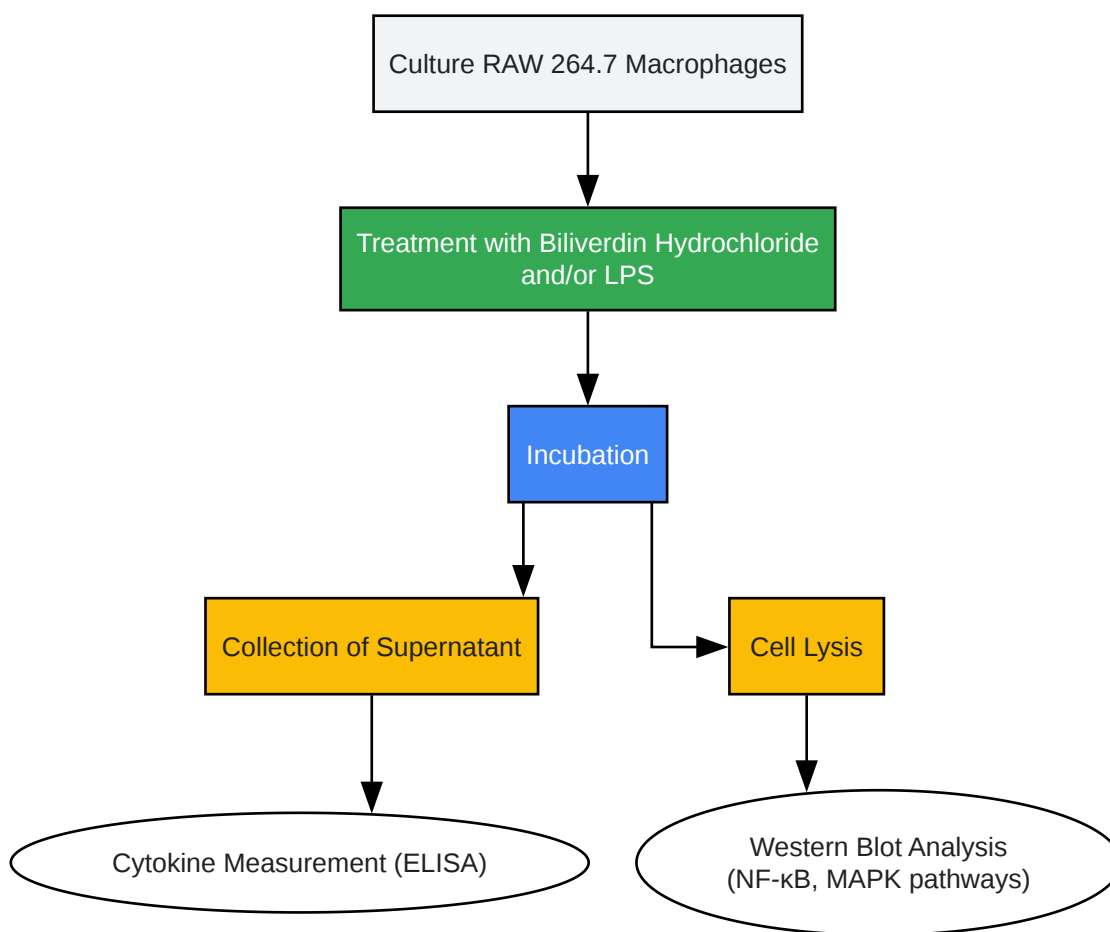 Culture RAW 264.7 Macrophages
Treatment with Biliverdin Hydrochloride
and/or LPS
Incubation
Collection of Supernatant
Cell Lysis
Cytokine Measurement (ELISA)
Western Blot Analysis
(NF-κB, MAPK pathways)